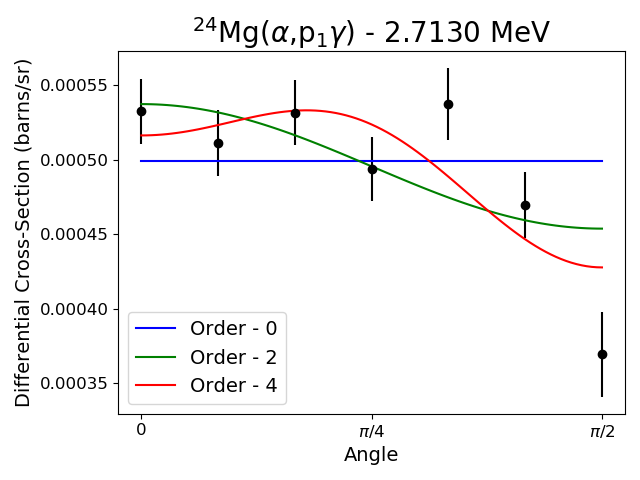 ²⁴Mg(α,p₁γ) - 2.7130 MeV
Differential Cross-Section (barns/sr)
0.00055
0.00050
0.00045
0.00040
0.00035
Order - 0
Order - 2
Order - 4
0
π/4
π/2
Angle